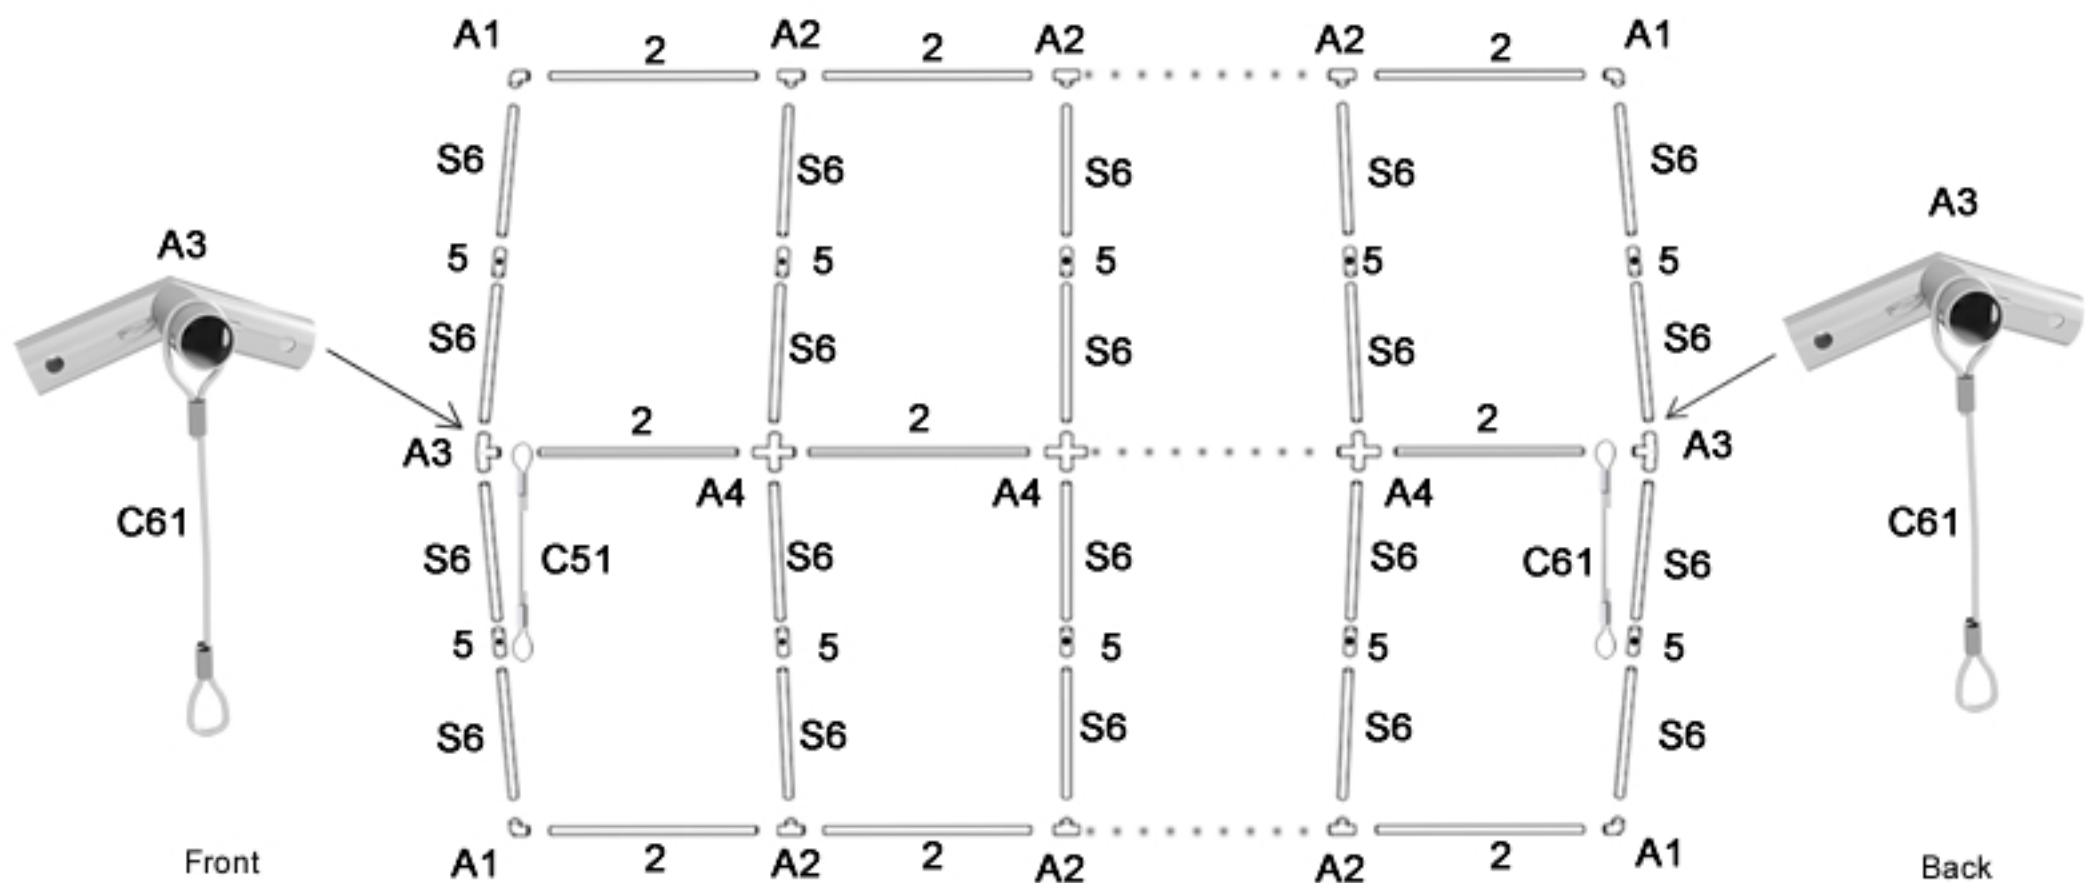 A1 2 A2 2 A2 A2 2 A1
S6 S6 S6 S6 S6
A3 A3
5 5 5 5 5
S6 S6 S6 S6 S6
2 2 2
A3 A3
A4 A4 A4
C61 C61
S6 C51 S6 S6 S6 C61 S6
5 5 5 5 5
S6 S6 S6 S6 S6
A1 2 A2 2 A2 A2 2 A1
Front Back